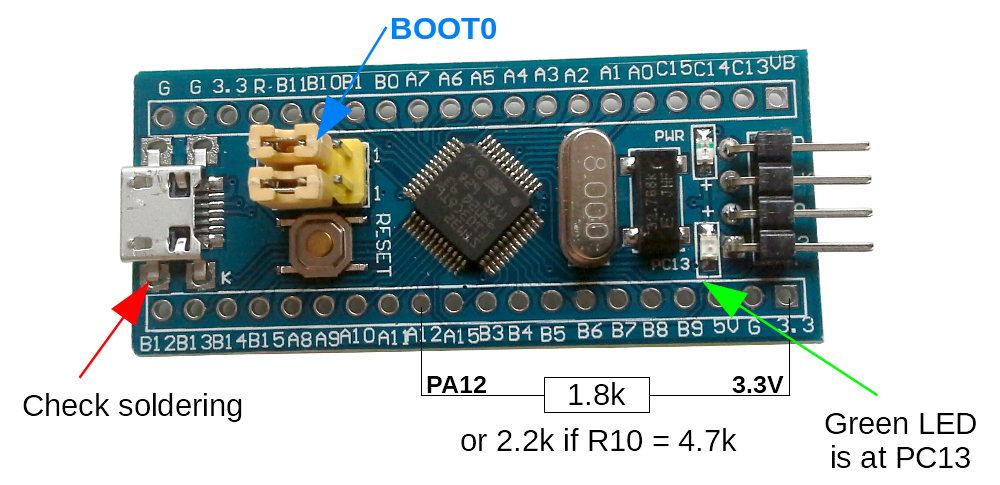 BOOT0
G G 3.3 R B11 B10 B1 B0 A7 A6 A5 A4 A3 A2 A1 A0 C15 C14 C13 VB
PWR
1
1
8.000
RESET
PC13
K
B12 B13 B14 B15 A8 A9 A10 A11 A12 A15 B3 B4 B5 B6 B7 B8 B9 5V G 3.3
PA12
1.8k
3.3V
Check soldering
or 2.2k if R10 = 4.7k
Green LED
is at PC13